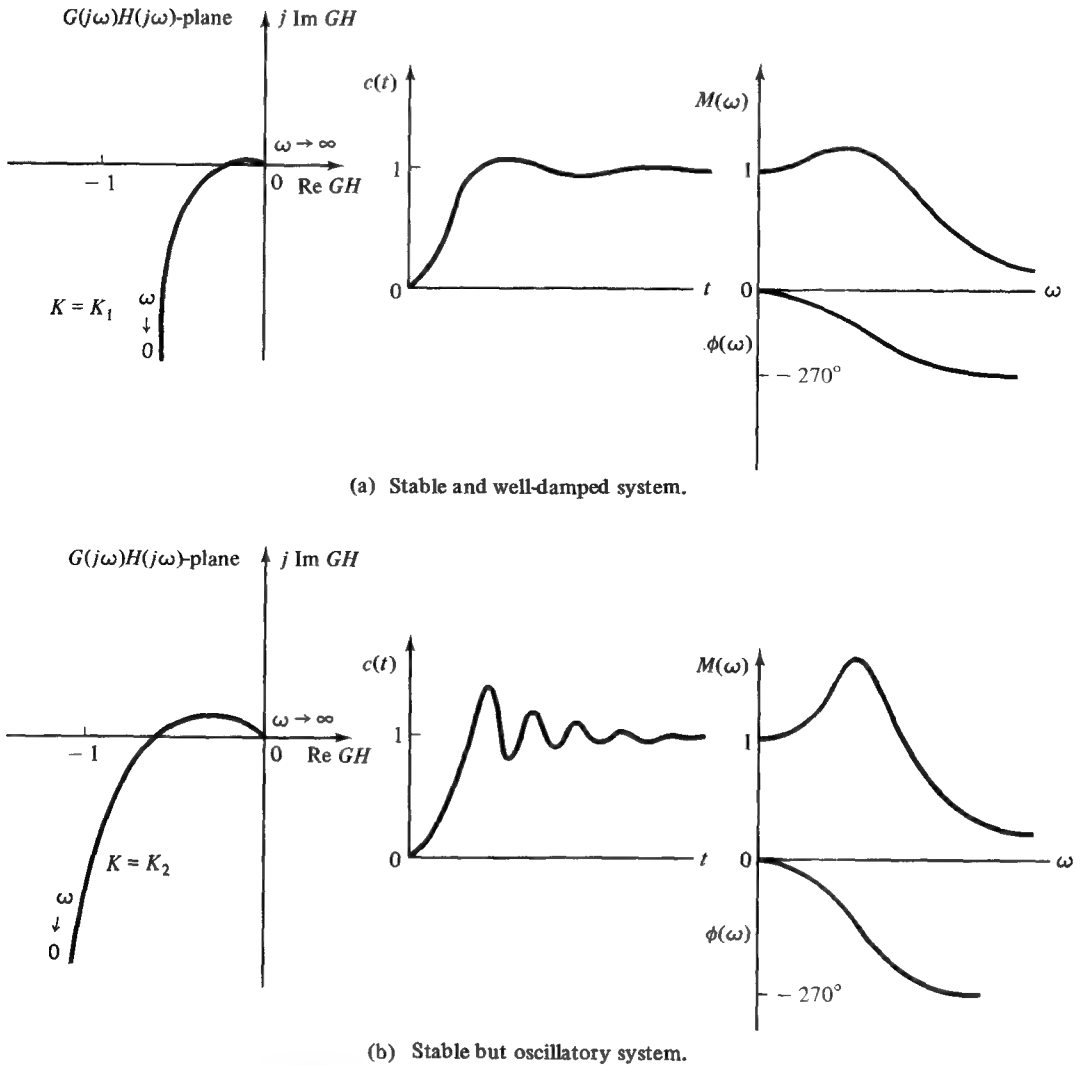 G(jω)H(jω)-plane
j Im GH
c(t)
M(ω)
ω → ∞
−1
0
Re GH
1
1
K = K₁
ω
↓
0
0
t
0
ω
.ϕ(ω)
− 270°
(a) Stable and well-damped system.
G(jω)H(jω)-plane
j Im GH
c(t)
M(ω)
ω → ∞
−1
0
Re GH
1
1
K = K₂
ω
↓
0
0
t
0
ω
ϕ(ω)
− 270°
(b) Stable but oscillatory system.